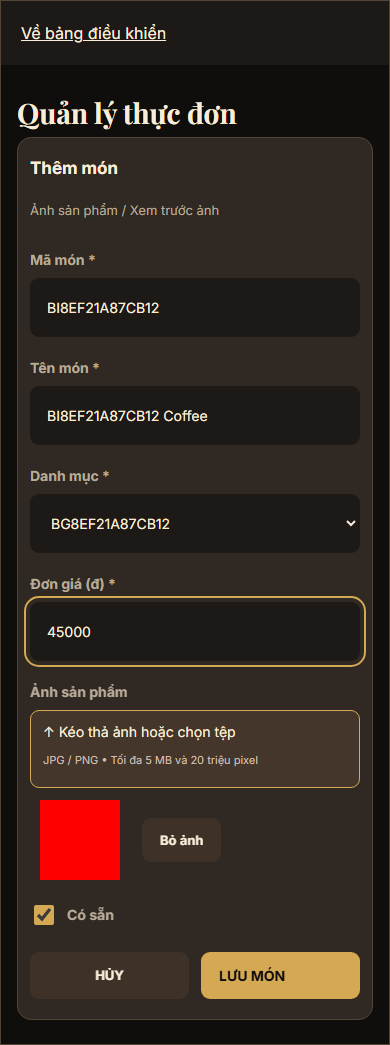 Về bảng điều khiển
Quản lý thực đơn
Thêm món
Ảnh sản phẩm / Xem trước ảnh
Mã món *
BI8EF21A87CB12
Tên món *
BI8EF21A87CB12 Coffee
Danh mục *
BG8EF21A87CB12
Đơn giá (đ) *
45000
Ảnh sản phẩm
↑ Kéo thả ảnh hoặc chọn tệp
JPG / PNG • Tối đa 5 MB và 20 triệu pixel
Bỏ ảnh
Có sẵn
HỦY
LƯU MÓN